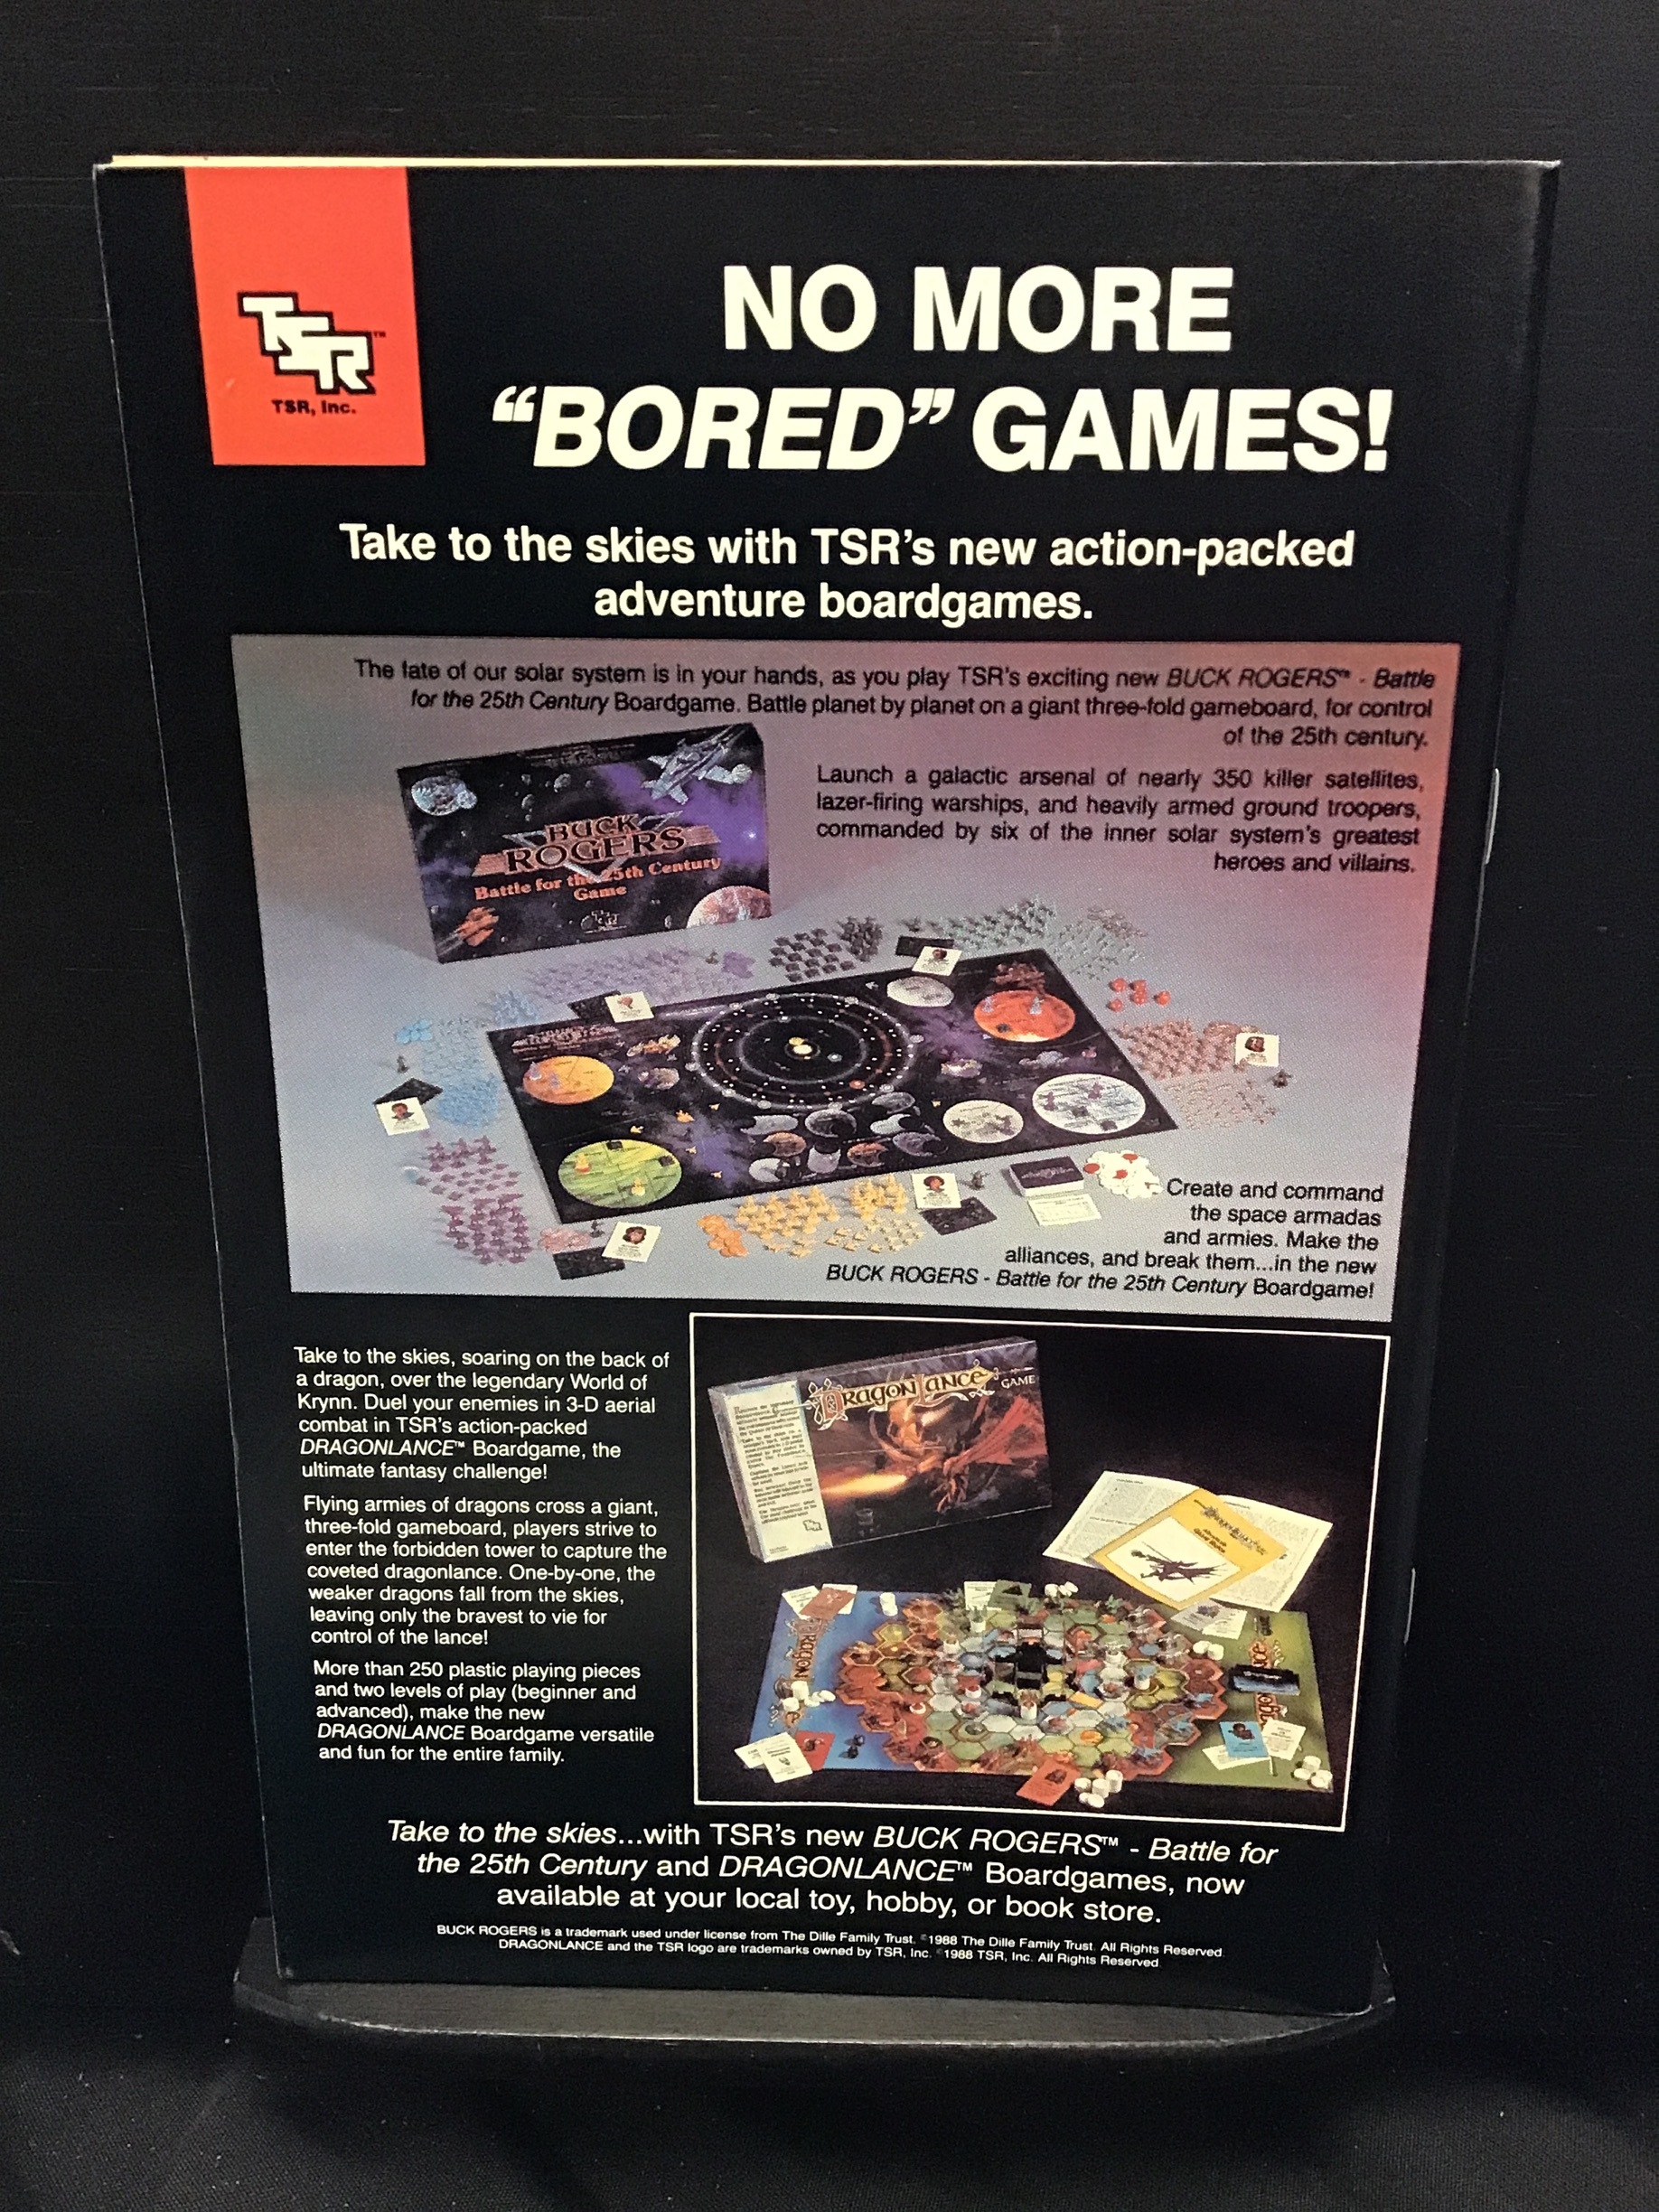 TSR™
TSR, Inc.
NO MORE
“BORED” GAMES!
Take to the skies with TSR’s new action-packed
adventure boardgames.
The fate of our solar system is in your hands, as you play TSR’s exciting new BUCK ROGERS™ - Battle
for the 25th Century Boardgame. Battle planet by planet on a giant three-fold gameboard, for control
of the 25th century.
BUCK
ROGERS
Battle for the 25th Century
Game
Launch a galactic arsenal of nearly 350 killer satellites,
lazer-firing warships, and heavily armed ground troopers,
commanded by six of the inner solar system’s greatest
heroes and villains.
Create and command
the space armadas
and armies. Make the
alliances, and break them...in the new
BUCK ROGERS - Battle for the 25th Century Boardgame!
Take to the skies, soaring on the back of
a dragon, over the legendary World of
Krynn. Duel your enemies in 3-D aerial
combat in TSR’s action-packed
DRAGONLANCE™ Boardgame, the
ultimate fantasy challenge!
Flying armies of dragons cross a giant,
three-fold gameboard, players strive to
enter the forbidden tower to capture the
coveted dragonlance. One-by-one, the
weaker dragons fall from the skies,
leaving only the bravest to vie for
control of the lance!
More than 250 plastic playing pieces
and two levels of play (beginner and
advanced), make the new
DRAGONLANCE Boardgame versatile
and fun for the entire family.
DRAGONLANCE GAME
Take to the skies...with TSR’s new BUCK ROGERS™ - Battle for
the 25th Century and DRAGONLANCE™ Boardgames, now
available at your local toy, hobby, or book store.
BUCK ROGERS is a trademark used under license from The Dille Family Trust. ©1988 The Dille Family Trust. All Rights Reserved.
DRAGONLANCE and the TSR logo are trademarks owned by TSR, Inc. ©1988 TSR, Inc. All Rights Reserved.